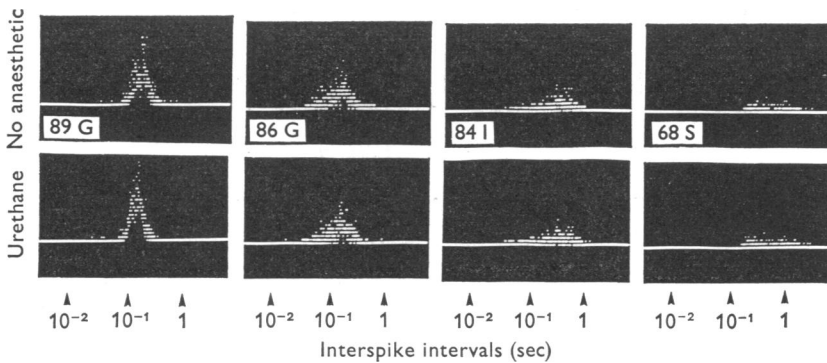 No anaesthetic
89 G
86 G
84 I
68 S
Urethane
10⁻² 10⁻¹ 1 10⁻² 10⁻¹ 1 10⁻² 10⁻¹ 1 10⁻² 10⁻¹ 1
Interspike intervals (sec)